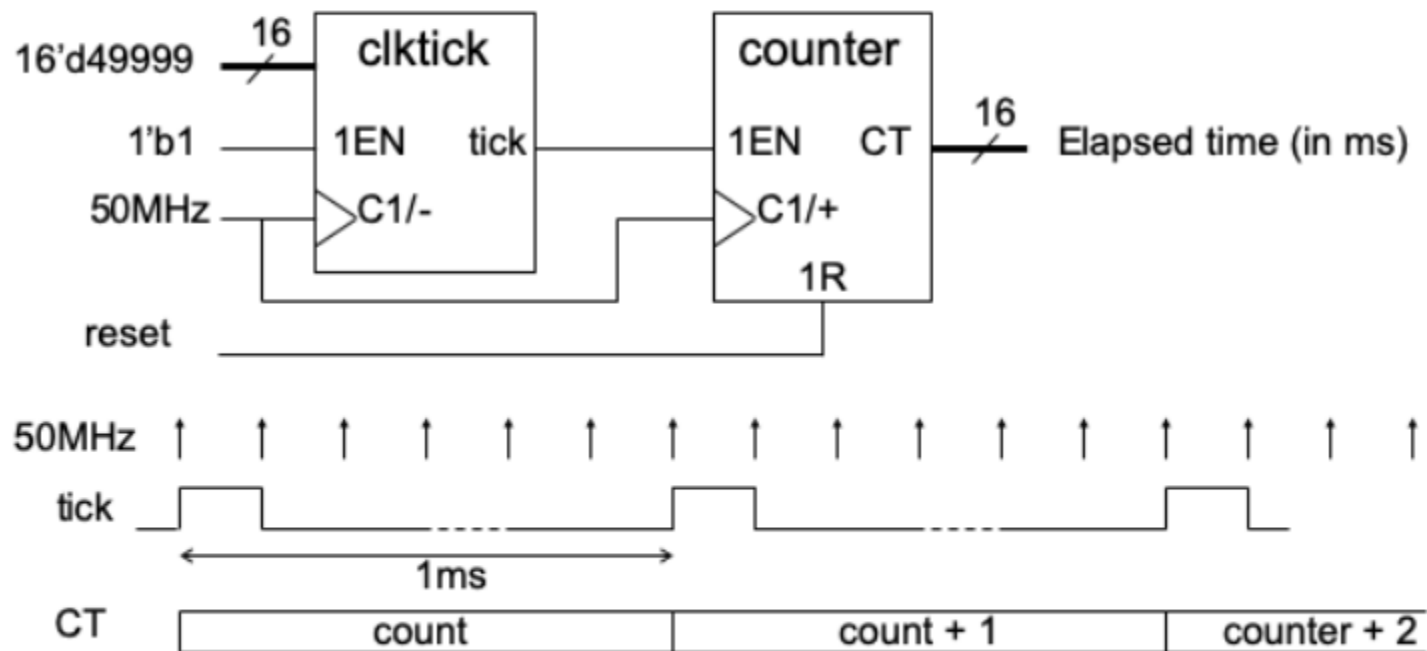 16'd49999
16
clktick
1'b1
1EN
tick
50MHz
C1/-
counter
1EN
CT
C1/+
1R
16
Elapsed time (in ms)
reset
50MHz
tick
1ms
CT
count
count + 1
counter + 2